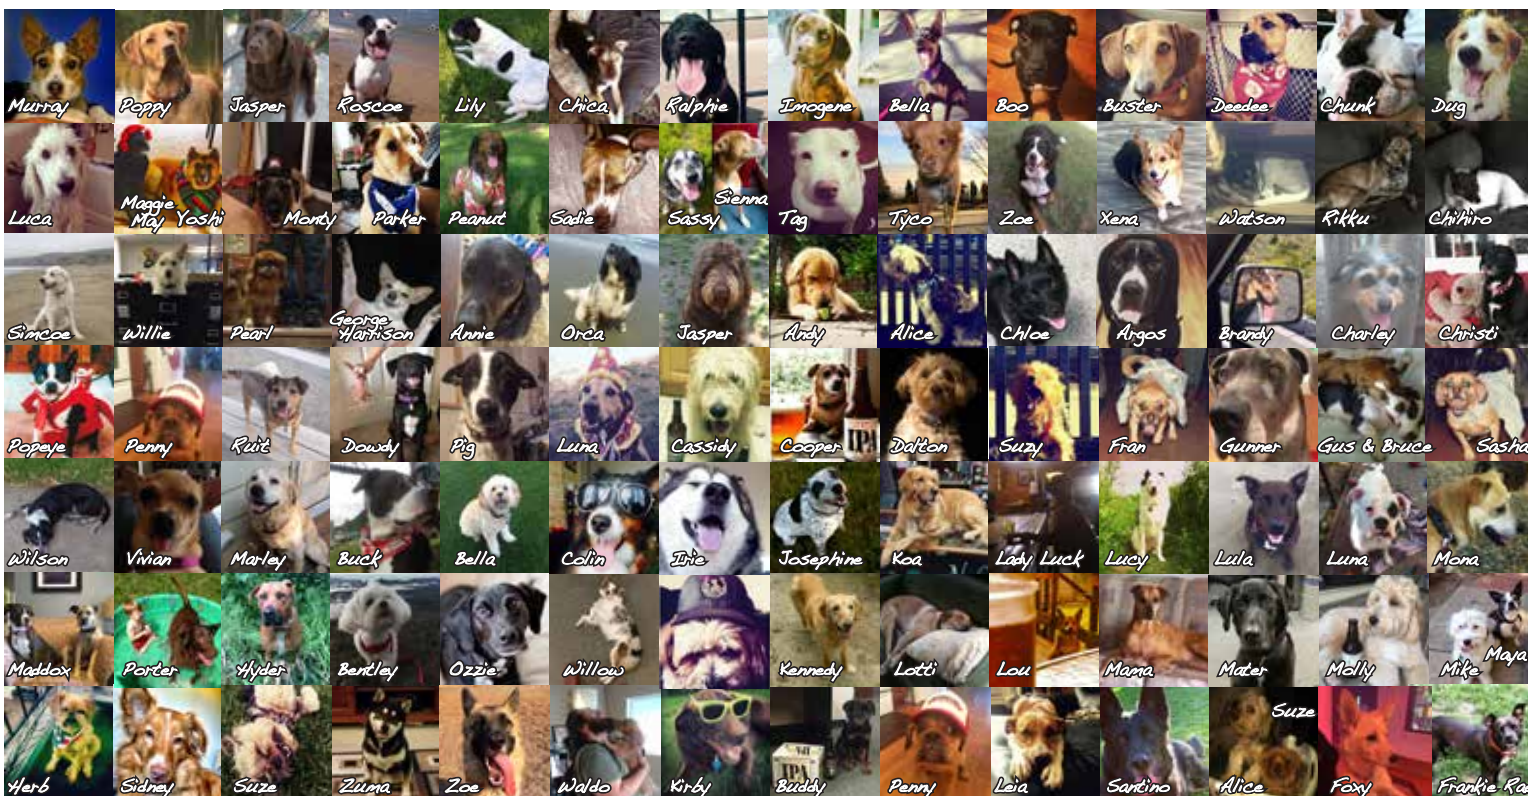 Murray Poppy Jasper Roscoe Lily Chica Ralphie Imogene Bella Boo Buster Deedee Chunk Dug
Luca Maggie May Yoshi Monty Parker Peanut Sadie Sassy Sienna Tag Tyco Zoe Xena Watson Rikku Chihiro
Simcoe Willie Pearl George Harrison Annie Orca Jasper Andy Alice Chloe Argos Brandy Charley Christi
Popeye Penny Ruit Dowdy Pig Luna Cassidy Cooper IPA Dalton Suzy Fran Gunner Gus & Bruce Sasha
Wilson Vivian Marley Buck Bella Colin Irie Josephine Koa Lady Luck Lucy Lula Luna Mona
Maddox Porter Hyder Bentley Ozzie Willow Kennedy Lotti Lou Mama Mater Molly Mike Maya
Herb Sidney Suze Zuma Zoe Waldo Kirby Buddy IPA Penny Leia Santino Alice Suze Foxy Frankie